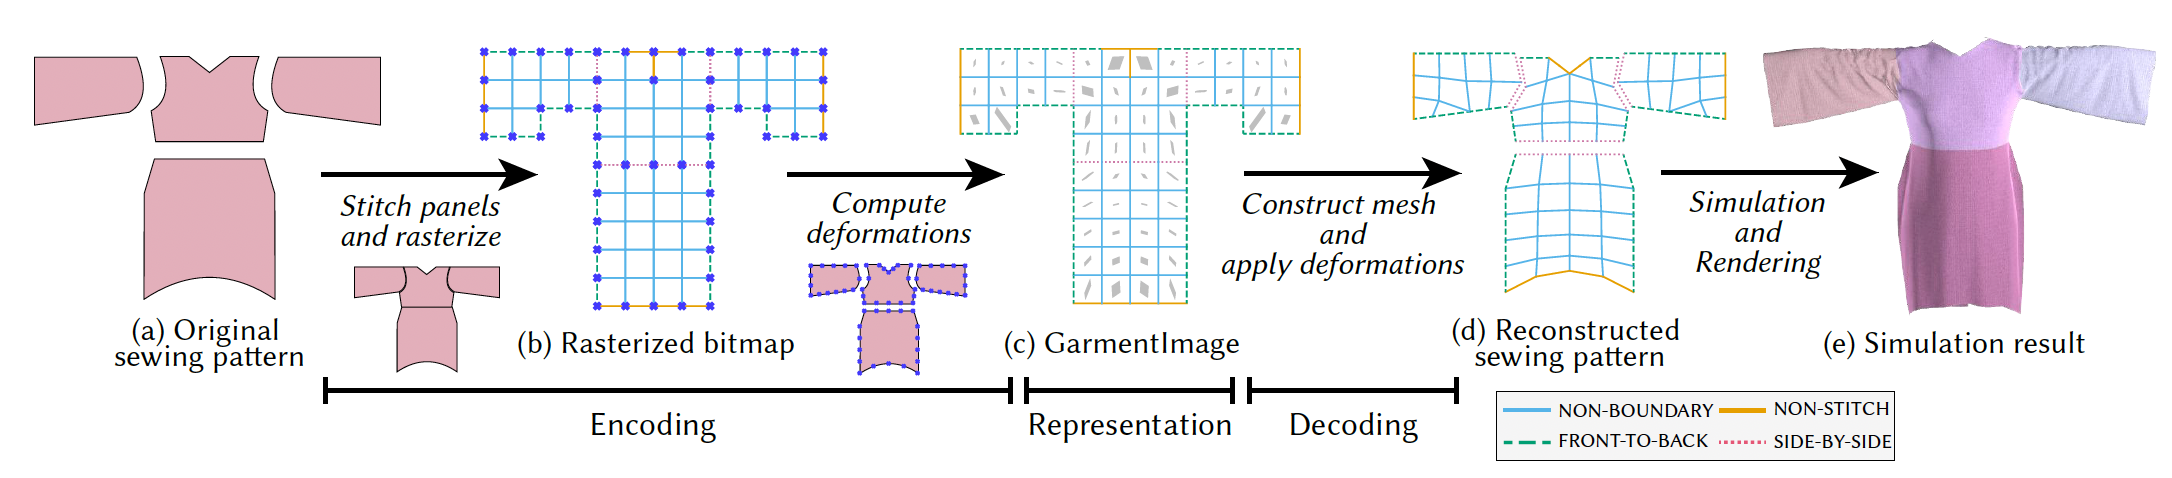 Stitch panels
and rasterize
Compute
deformations
Construct mesh
and
apply deformations
Simulation
and
Rendering
(a) Original
sewing pattern
(b) Rasterized bitmap
(c) GarmentImage
(d) Reconstructed
sewing pattern
(e) Simulation result
Encoding
Representation
Decoding
NON-BOUNDARY
NON-STITCH
FRONT-TO-BACK
SIDE-BY-SIDE